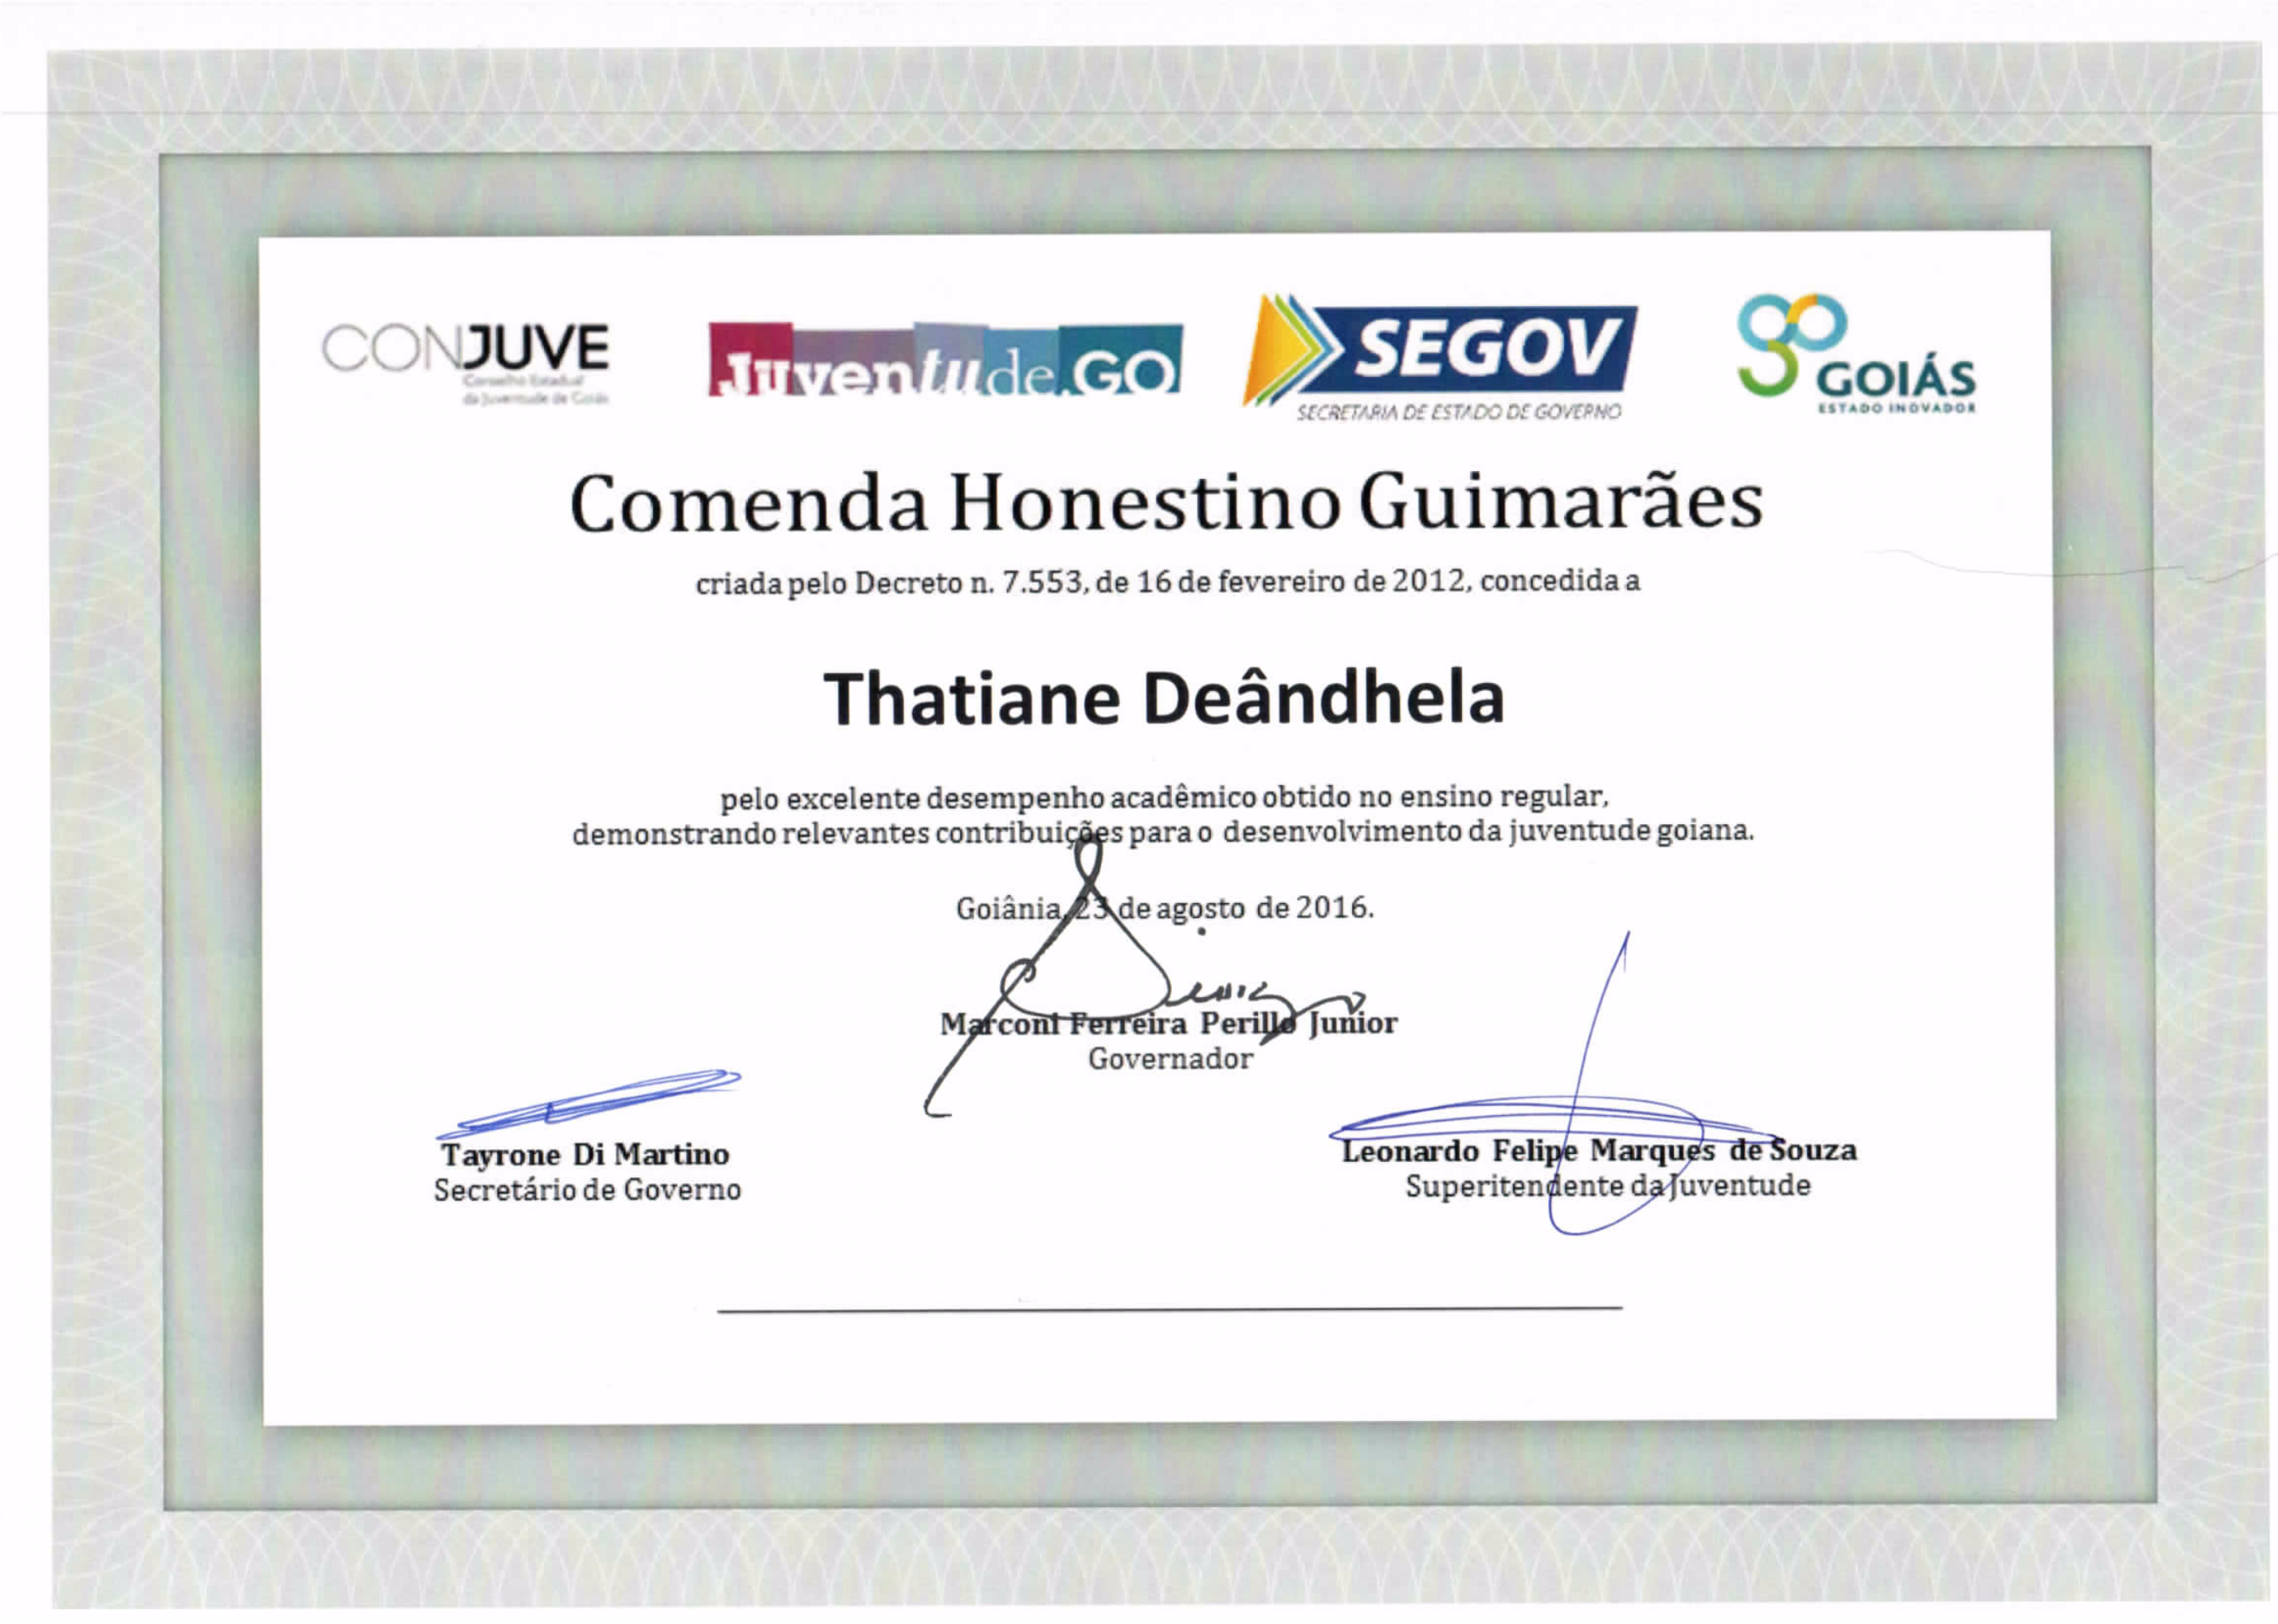 CONJUVE
Conselho Estadual
da Juventude de Goiás
Juventude.GO
SEGOV
SECRETARIA DE ESTADO DE GOVERNO
GOIÁS
ESTADO INOVADOR
Comenda Honestino Guimarães
criada pelo Decreto n. 7.553, de 16 de fevereiro de 2012, concedida a
Thatiane Deândhela
pelo excelente desempenho acadêmico obtido no ensino regular,
demonstrando relevantes contribuições para o desenvolvimento da juventude goiana.
Goiânia, 23 de agosto de 2016.
Marconi Ferreira Perillo Junior
Governador
Tayrone Di Martino
Secretário de Governo
Leonardo Felipe Marques de Souza
Superitendente da Juventude